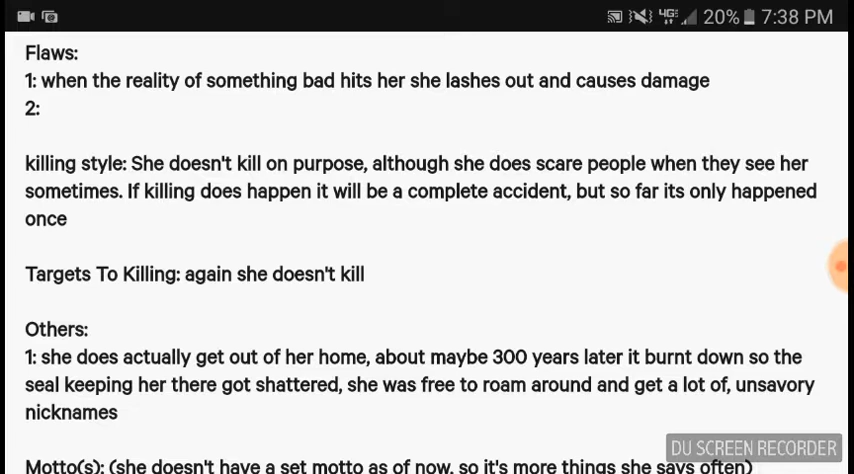 4GE 20% 7:38 PM
Flaws:
1: when the reality of something bad hits her she lashes out and causes damage
2:
killing style: She doesn't kill on purpose, although she does scare people when they see her
sometimes. If killing does happen it will be a complete accident, but so far its only happened
once
Targets To Killing: again she doesn't kill
Others:
1: she does actually get out of her home, about maybe 300 years later it burnt down so the
seal keeping her there got shattered, she was free to roam around and get a lot of, unsavory
nicknames
DU SCREEN RECORDER
Motto(s): (she doesn't have a set motto as of now, so it's more things she says often)